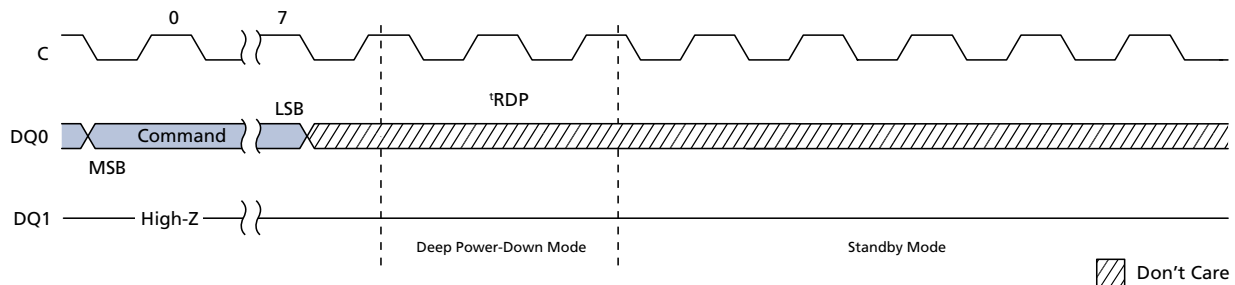 0 7
C
ᵗRDP
LSB
DQ0 Command
MSB
DQ1 High-Z
Deep Power-Down Mode Standby Mode
Don't Care